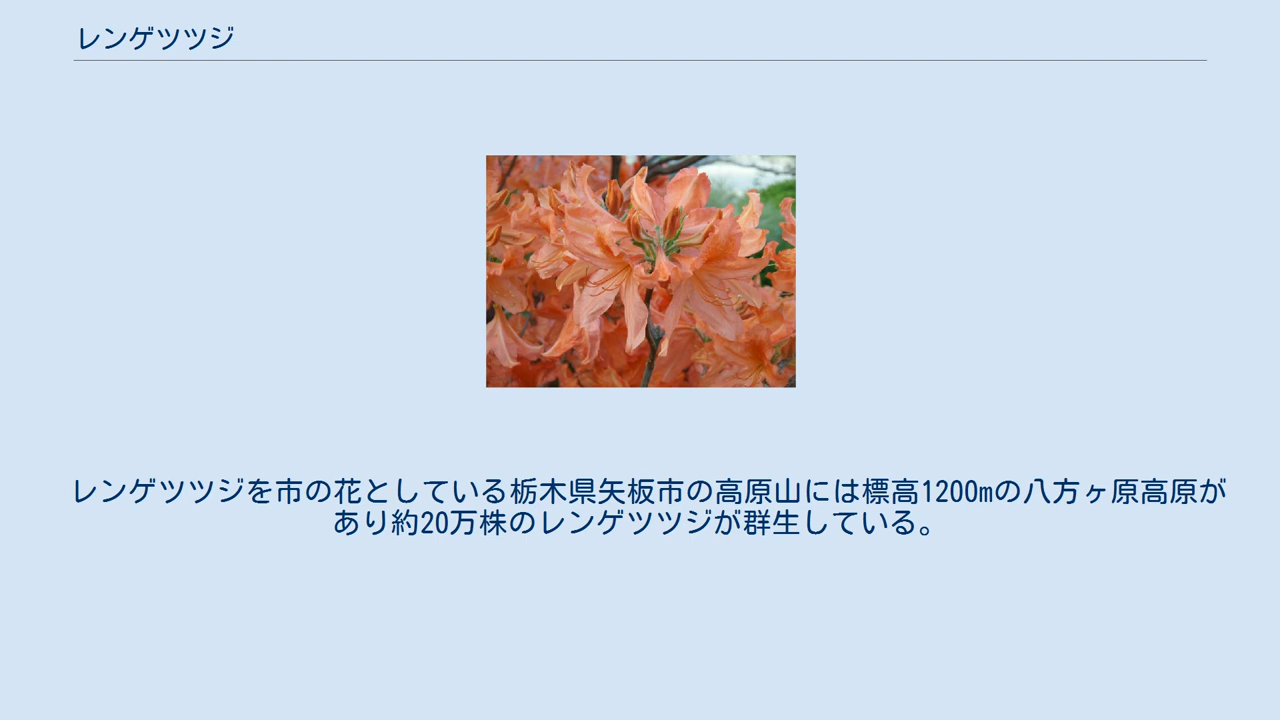 レンゲツツジ
レンゲツツジを市の花としている栃木県矢板市の高原山には標高1200mの八方ヶ原高原が
あり約20万株のレンゲツツジが群生している。